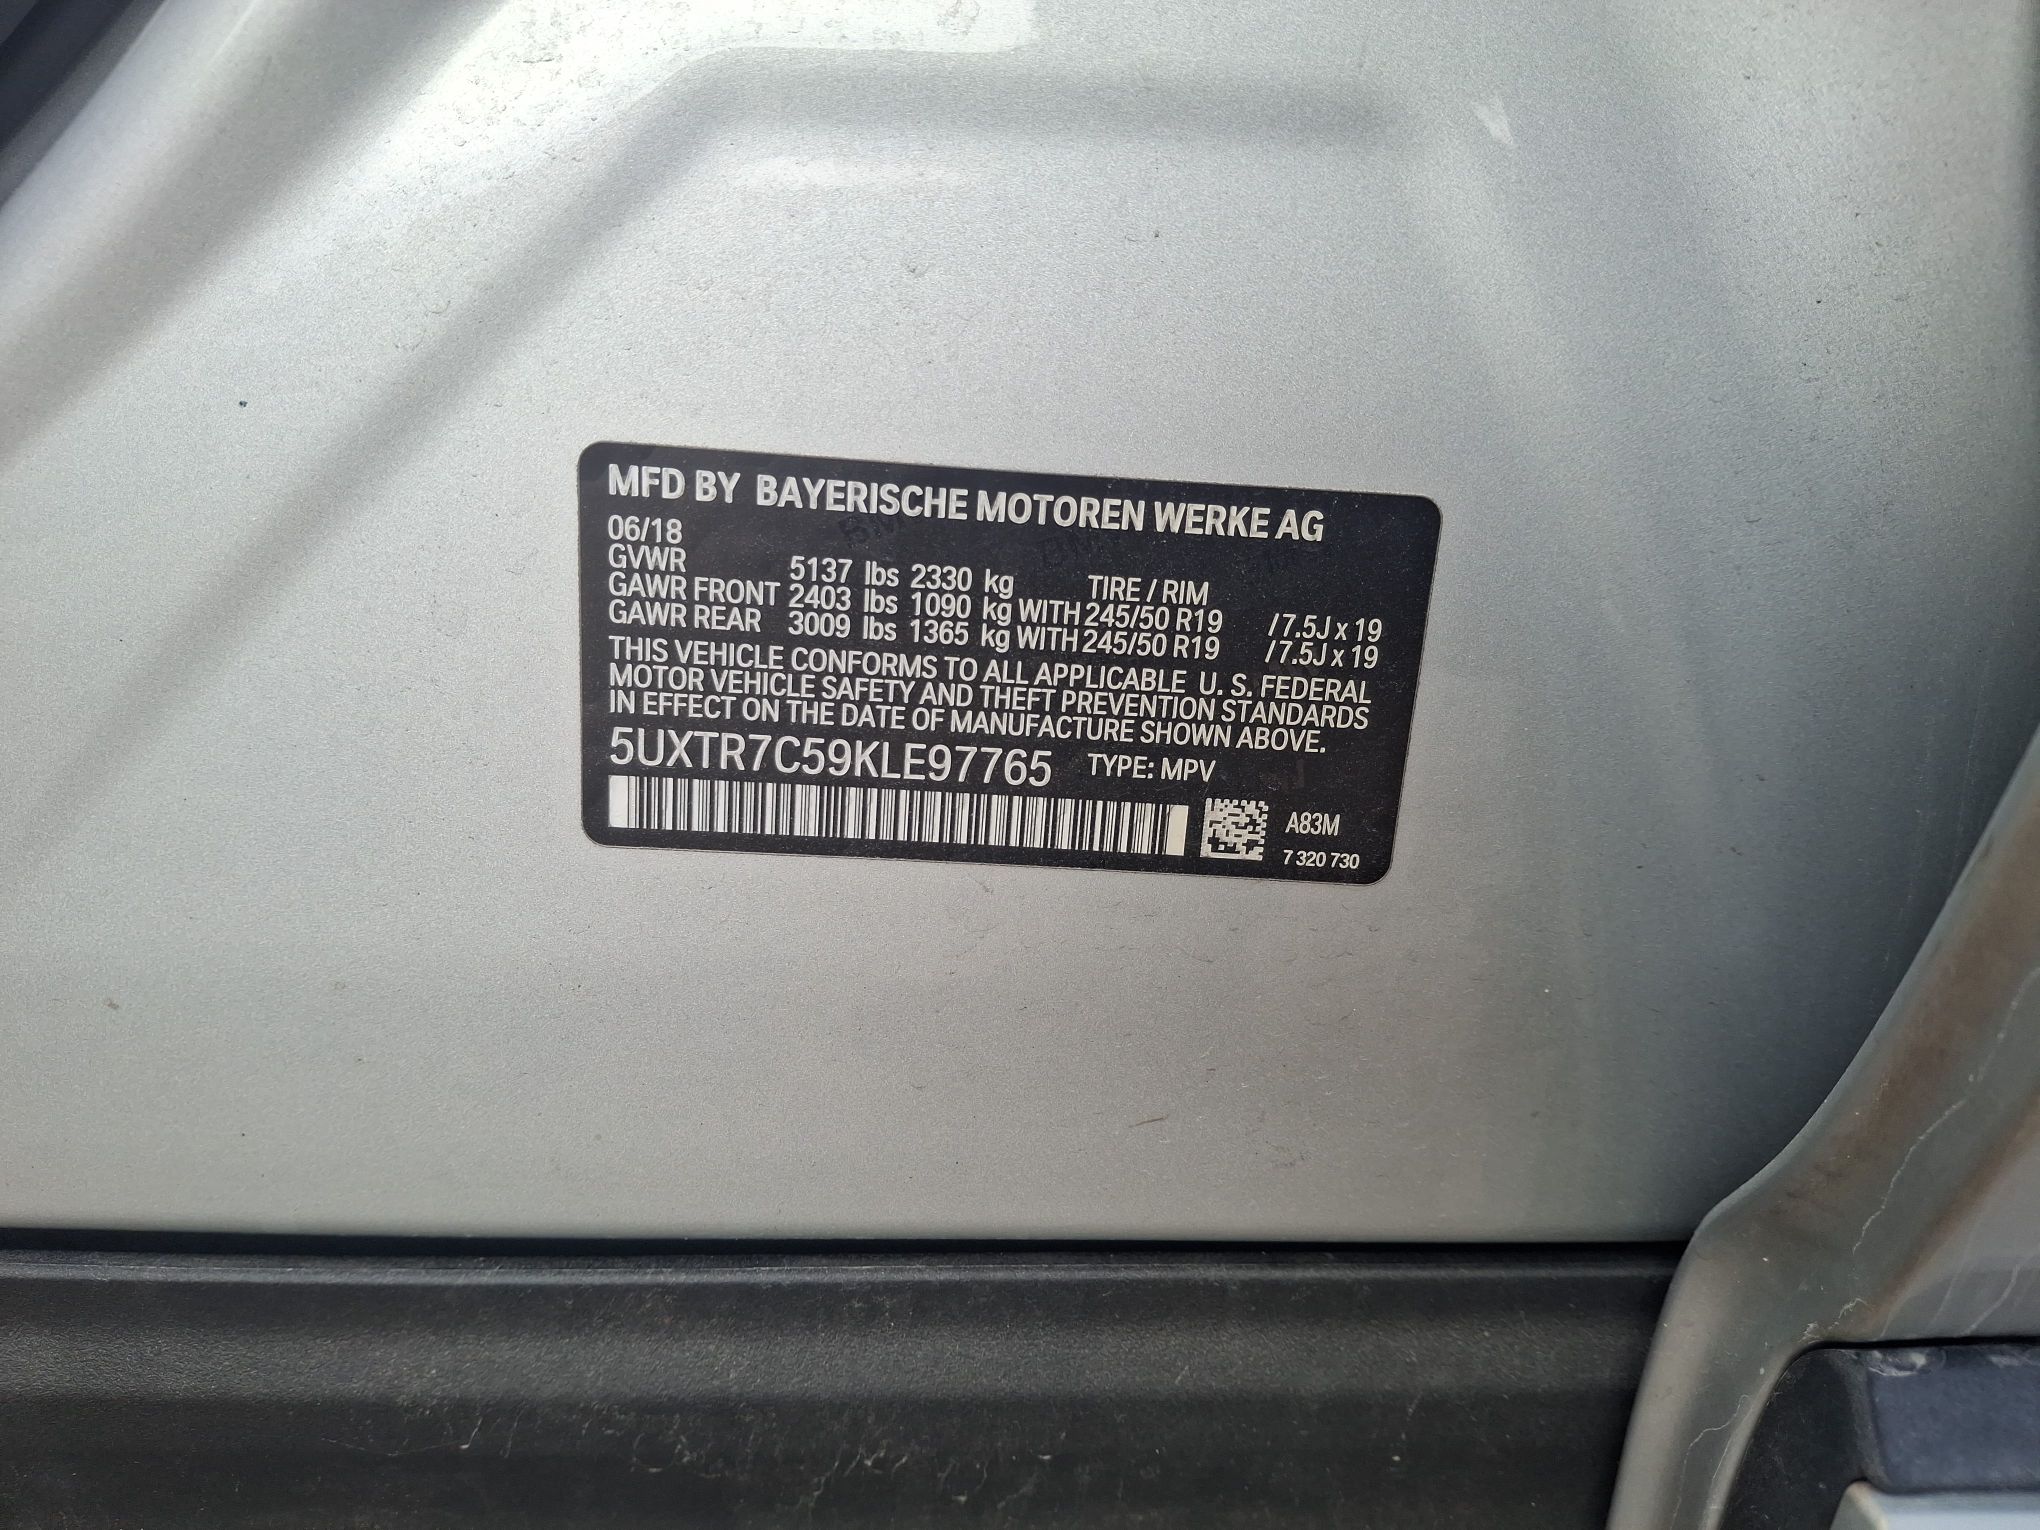 MFD BY BAYERISCHE MOTOREN WERKE AG
06/18
GVWR 5137 lbs 2330 kg TIRE / RIM
GAWR FRONT 2403 lbs 1090 kg WITH 245/50 R19 / 7.5J x 19
GAWR REAR 3009 lbs 1365 kg WITH 245/50 R19 / 7.5J x 19
THIS VEHICLE CONFORMS TO ALL APPLICABLE U. S. FEDERAL
MOTOR VEHICLE SAFETY AND THEFT PREVENTION STANDARDS
IN EFFECT ON THE DATE OF MANUFACTURE SHOWN ABOVE.
5UXTR7C59KLE97765 TYPE: MPV
A83M
7 320 730